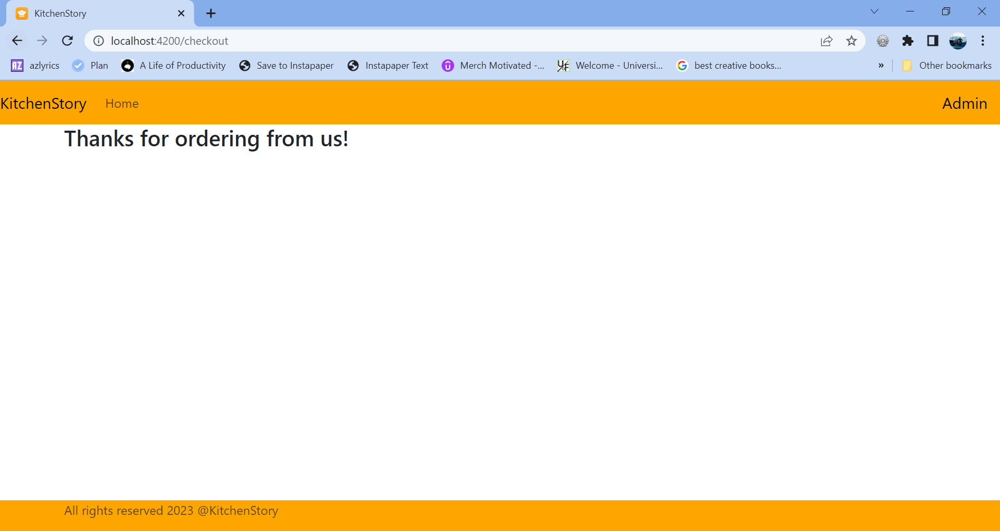 KitchenStory
localhost:4200/checkout
azlyrics Plan A Life of Productivity Save to Instapaper Instapaper Text Merch Motivated -... Welcome - Universi... best creative books... » Other bookmarks
KitchenStory Home Admin
Thanks for ordering from us!
All rights reserved 2023 @KitchenStory